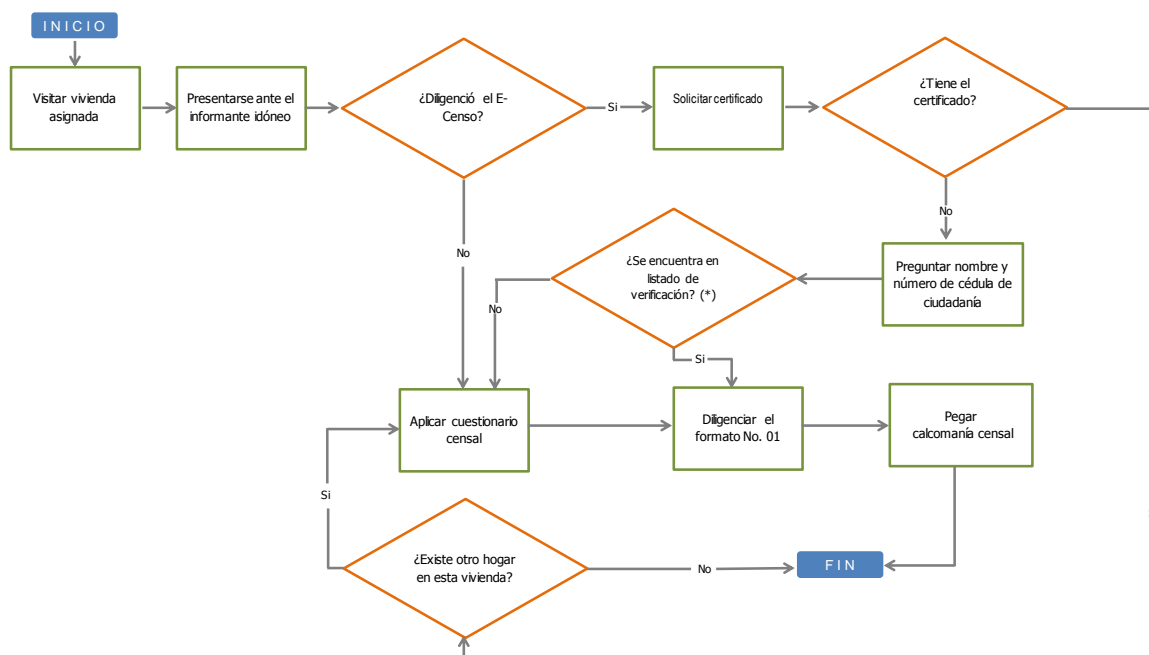 INICIO
Visitar vivienda
asignada
Presentarse ante el
informante idóneo
¿Diligenció el E-
Censo?
Si
Solicitar certificado
¿Tiene el
certificado?
No
No
Preguntar nombre y
número de cédula de
ciudadanía
¿Se encuentra en
listado de
verificación? (*)
No
Si
Aplicar cuestionario
censal
Diligenciar el
formato No. 01
Pegar
calcomanía censal
Si
¿Existe otro hogar
en esta vivienda?
No
FIN